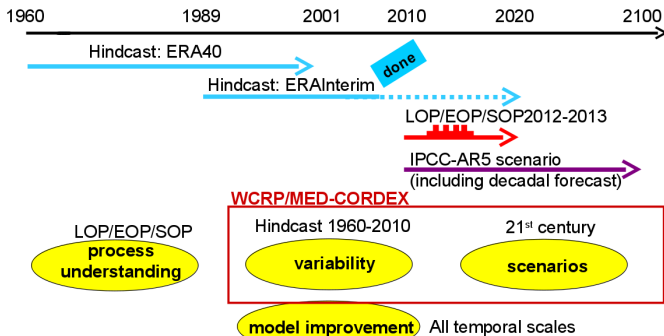 1960 1989 2001 2010 2020 2100
Hindcast: ERA40
done
Hindcast: ERAInterim
LOP/EOP/SOP2012-2013
IPCC-AR5 scenario
(including decadal forecast)
WCRP/MED-CORDEX
LOP/EOP/SOP
process
understanding
Hindcast 1960-2010
variability
21st century
scenarios
model improvement
All temporal scales